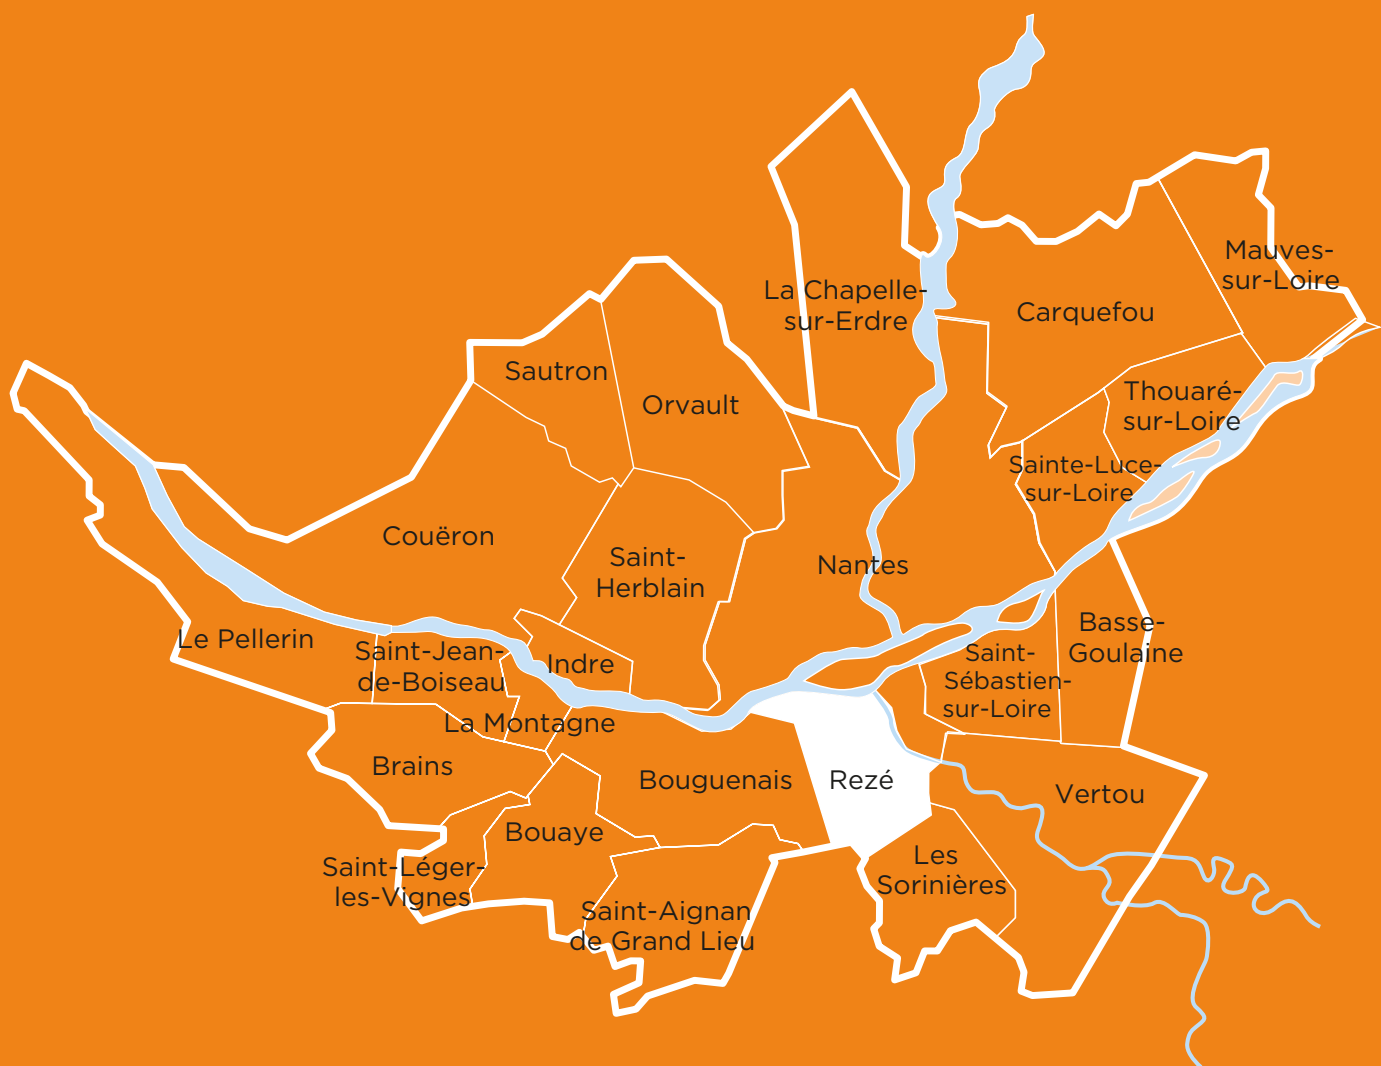 Mauves-
sur-Loire
La Chapelle-
sur-Erdre
Carquefou
Sautron
Orvault
Thouaré-
sur-Loire
Sainte-Luce-
sur-Loire
Couëron
Saint-
Herblain
Nantes
Le Pellerin
Saint-Jean-
de-Boiseau
Indre
Basse-
Goulaine
Saint-
Sébastien-
sur-Loire
La Montagne
Brains
Bouguenais
Rezé
Vertou
Bouaye
Saint-Léger-
les-Vignes
Les
Sorinières
Saint-Aignan
de Grand Lieu